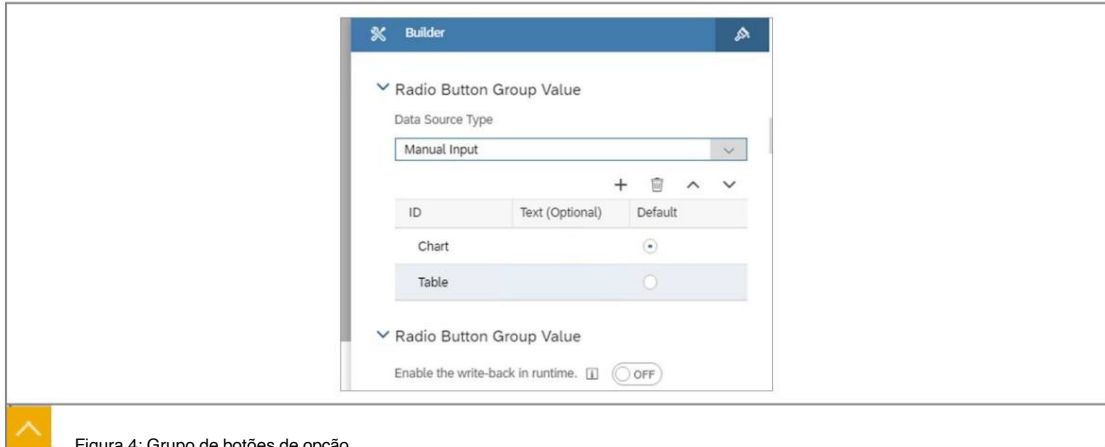 Builder
Radio Button Group Value
Data Source Type
Manual Input
ID Text (Optional) Default
Chart
Table
Radio Button Group Value
Enable the write-back in runtime. i OFF
Figura 4: Grupo de botões de opção